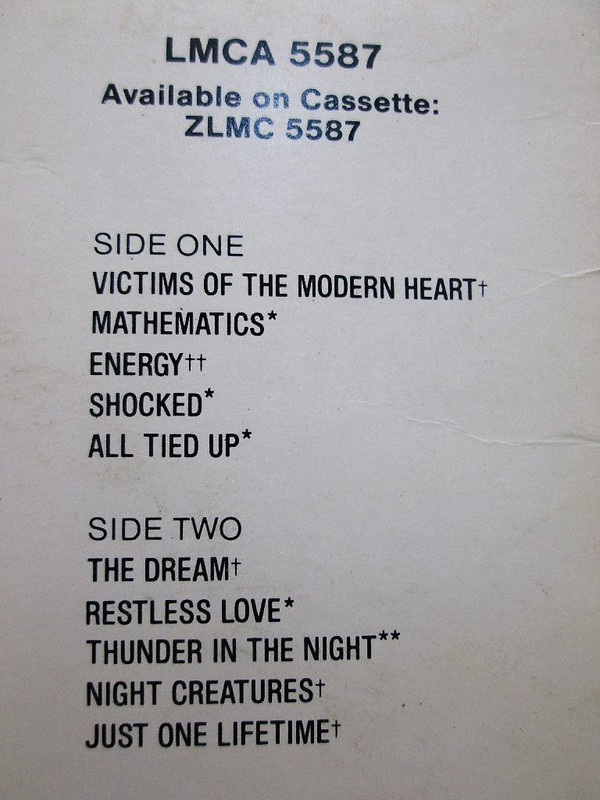 LMCA 5587
Available on Cassette:
ZLMC 5587
SIDE ONE
VICTIMS OF THE MODERN HEART†
MATHEMATICS*
ENERGY††
SHOCKED*
ALL TIED UP*
SIDE TWO
THE DREAM†
RESTLESS LOVE*
THUNDER IN THE NIGHT**
NIGHT CREATURES†
JUST ONE LIFETIME†